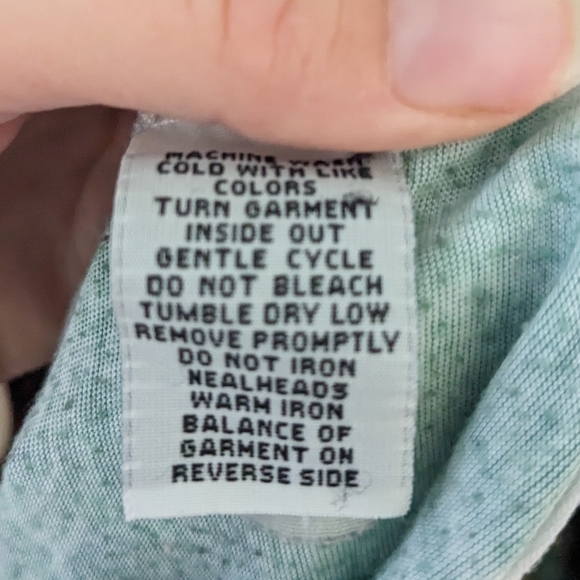 MACHINE WASH
COLD WITH LIKE
COLORS
TURN GARMENT
INSIDE OUT
GENTLE CYCLE
DO NOT BLEACH
TUMBLE DRY LOW
REMOVE PROMPTLY
DO NOT IRON
NEALHEADS
WARM IRON
BALANCE OF
GARMENT ON
REVERSE SIDE